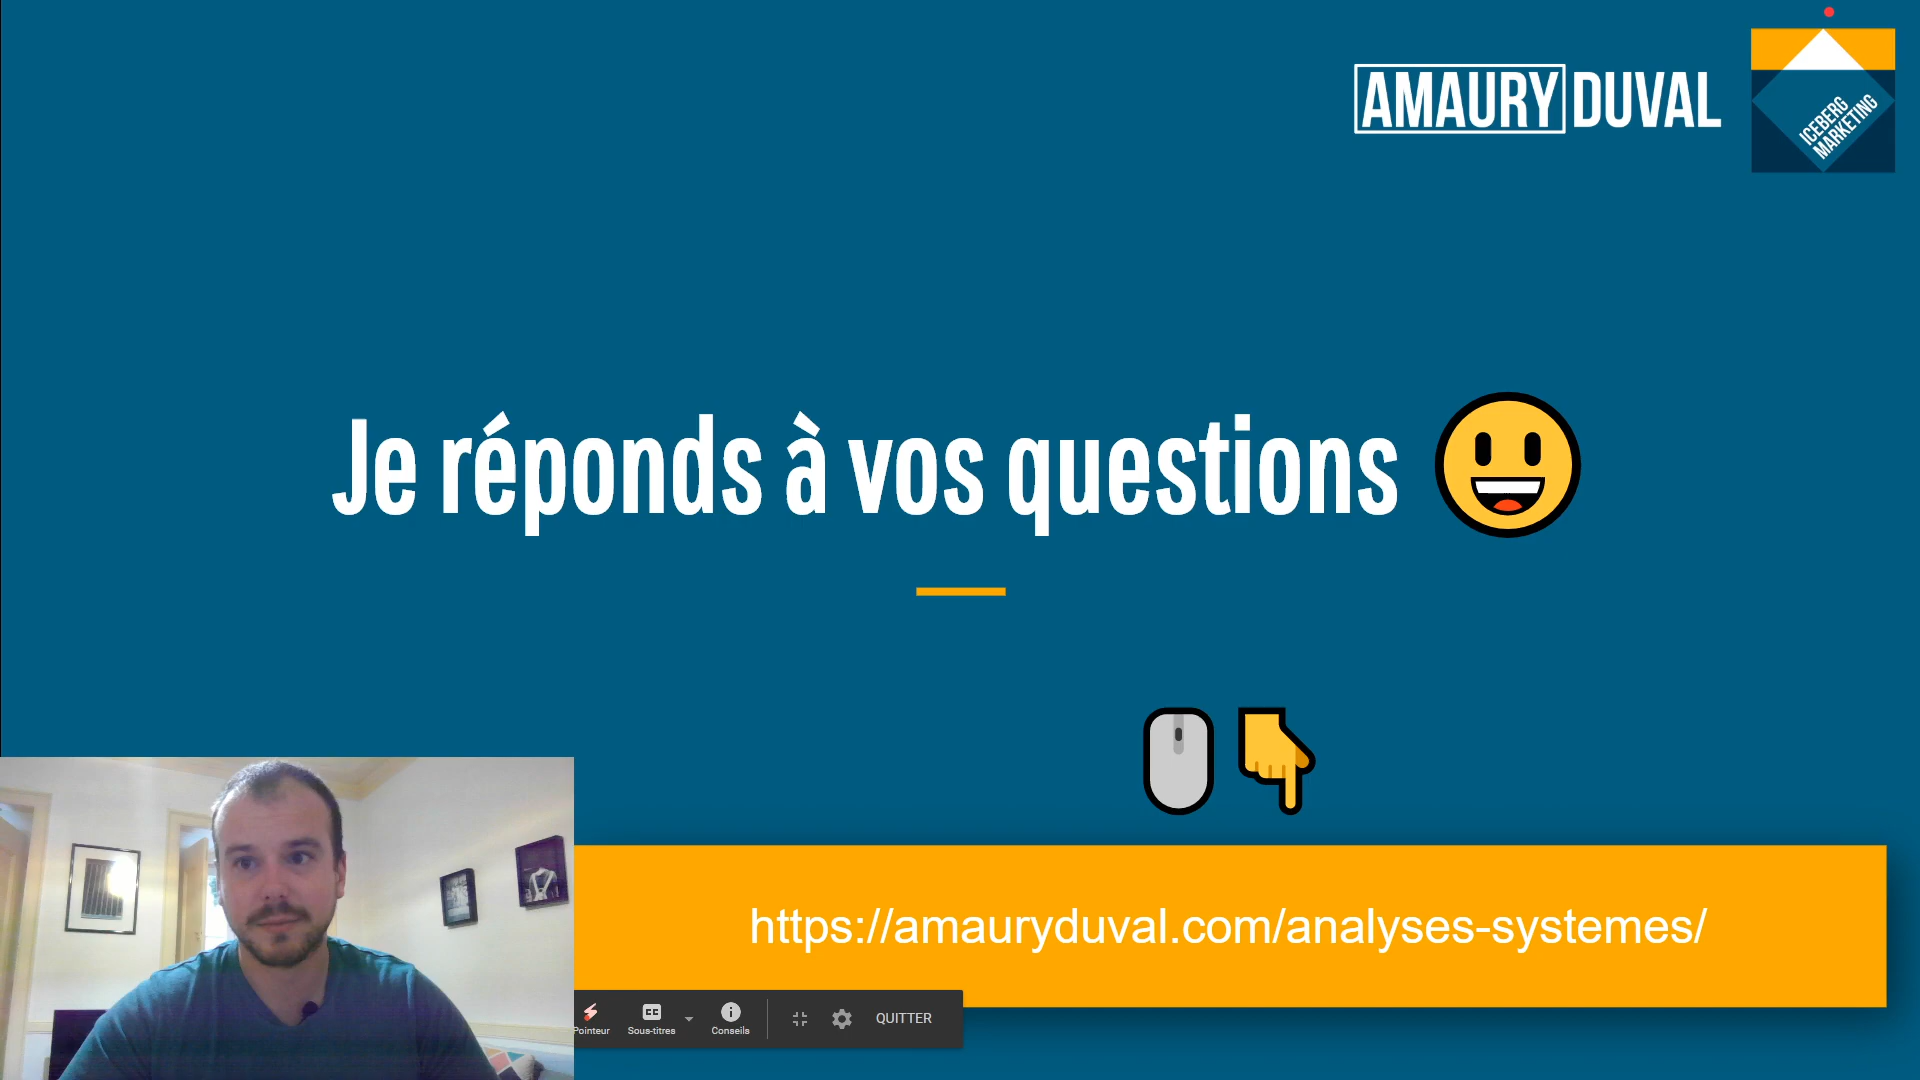 AMAURY DUVAL
ICEBERG
MARKETING
Je réponds à vos questions
https://amauryduval.com/analyses-systemes/
Pointeur
Sous-titres
Conseils
QUITTER